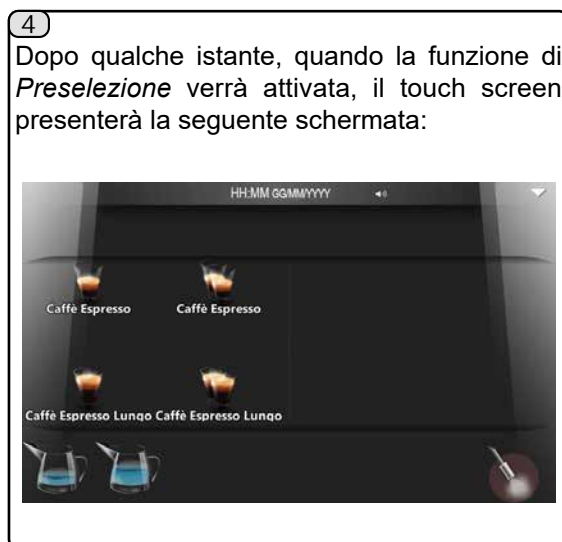 4
Dopo qualche istante, quando la funzione di
Preselezione verrà attivata, il touch screen
presenterà la seguente schermata:
HH:MM GG/MM/YYYY
Caffè Espresso Caffè Espresso
Caffè Espresso Lungo Caffè Espresso Lungo